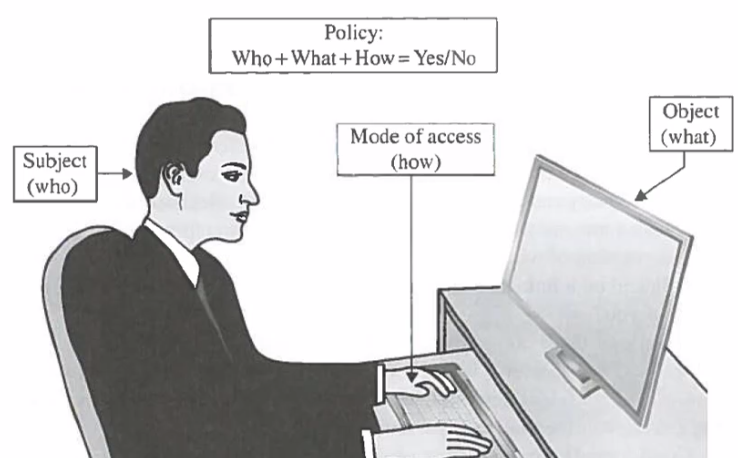 Policy:
Who + What + How = Yes/No
Subject
(who)
Mode of access
(how)
Object
(what)